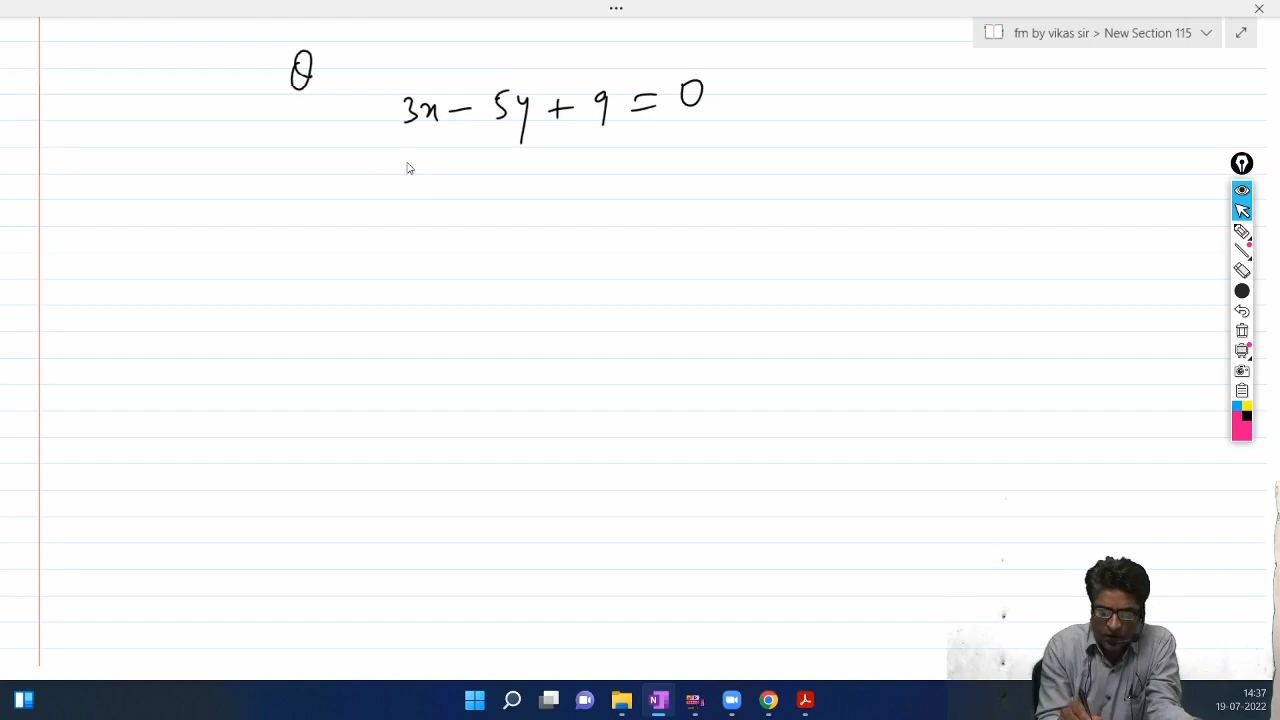 fm by vikas sir > New Section 115
Q
3x - 5y + 9 = 0
14:37
19-07-2022